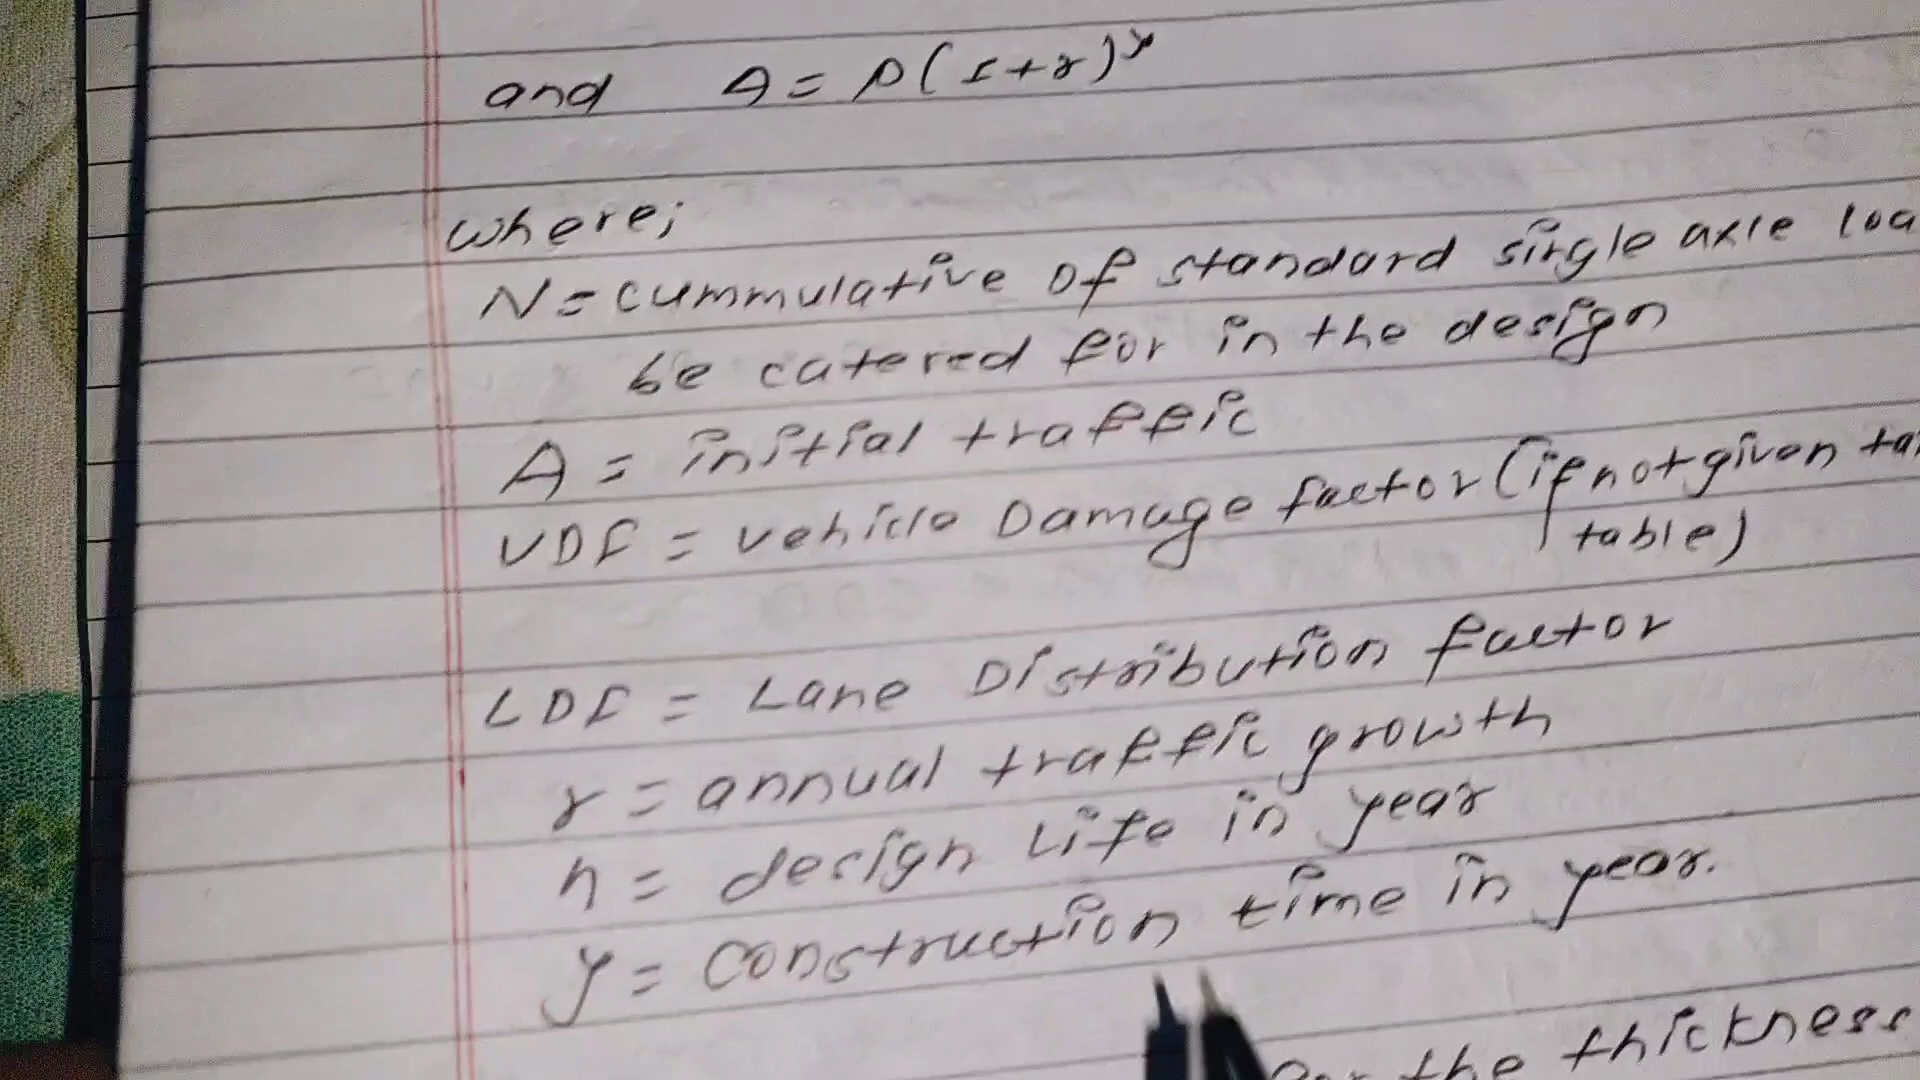 and A = P(1+r)^y
where;
N = cummulative of standard single axle loa
be catered for in the design
A = initial traffic
VDF = vehicle Damage factor (if not given ta
table)
LDF = Lane Distribution factor
r = annual traffic growth
n = design Life in year
y = construction time in year.
the thickness